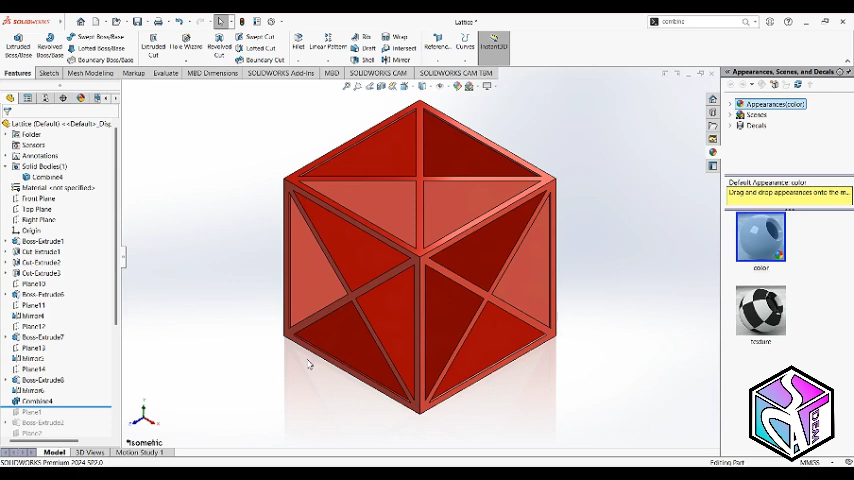 SOLIDWORKS
Lattice *
combine
Extruded Boss/Base
Revolved Boss/Base
Swept Boss/Base
Lofted Boss/Base
Boundary Boss/Base
Extruded Cut
Hole Wizard
Revolved Cut
Swept Cut
Lofted Cut
Boundary Cut
Fillet
Linear Pattern
Rib
Draft
Shell
Wrap
Intersect
Mirror
Referenc...
Curves
Instant3D
Features
Sketch
Mesh Modeling
Markup
Evaluate
MBD Dimensions
SOLIDWORKS Add-Ins
MBD
SOLIDWORKS CAM
SOLIDWORKS CAM TBM
Lattice (Default) <<Default>_Disp
Folder
Sensors
Annotations
Solid Bodies(1)
Combine4
Material <not specified>
Front Plane
Top Plane
Right Plane
Origin
Boss-Extrude1
Cut-Extrude1
Cut-Extrude2
Cut-Extrude3
Plane10
Boss-Extrude6
Plane11
Mirror4
Plane12
Boss-Extrude7
Plane13
Mirror5
Plane14
Boss-Extrude8
Mirror6
Combine4
Plane1
Boss-Extrude2
Plane2
*Isometric
Appearances, Scenes, and Decals
Appearances(color)
Scenes
Decals
Default Appearance: color
Drag and drop appearances onto the m...
color
texture
Model
3D Views
Motion Study 1
SOLIDWORKS Premium 2024 SP2.0
Editing Part
MMGS